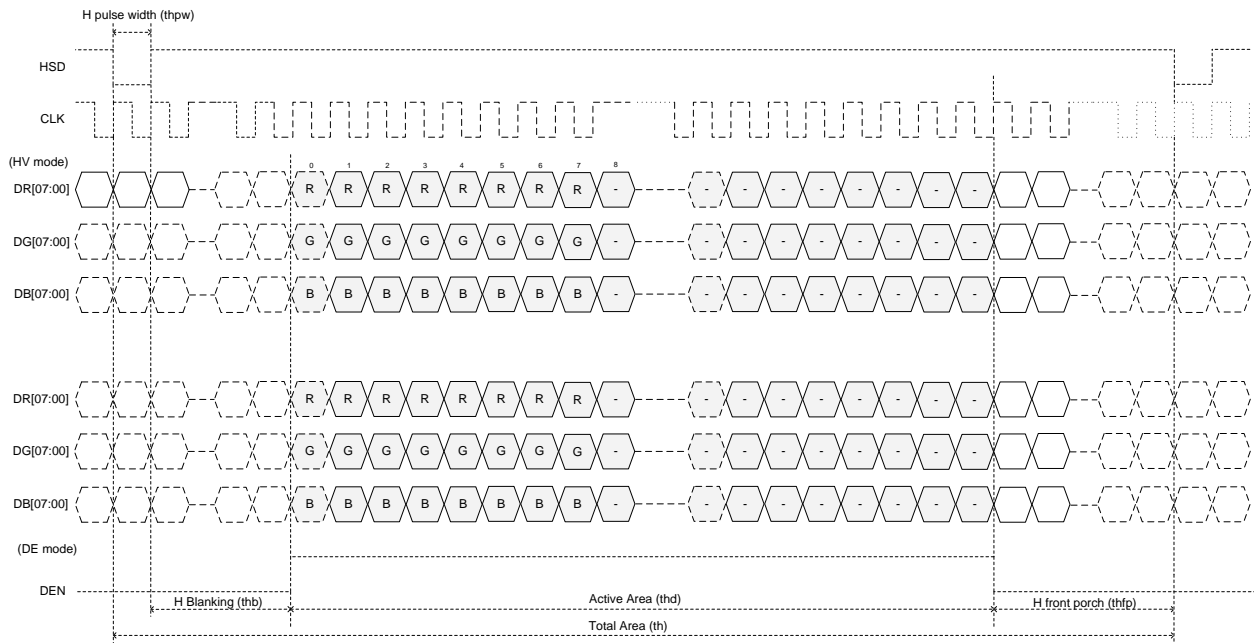 H pulse width (thpw)
HSD
CLK
(HV mode)
0 1 2 3 4 5 6 7 8
DR[07:00] R R R R R R R R - - - - - - - - -
DG[07:00] G G G G G G G G - - - - - - - - -
DB[07:00] B B B B B B B B - - - - - - - - -
DR[07:00] R R R R R R R R - - - - - - - - -
DG[07:00] G G G G G G G G - - - - - - - - -
DB[07:00] B B B B B B B B - - - - - - - - -
(DE mode)
DEN
H Blanking (thb) Active Area (thd) H front porch (thfp)
Total Area (th)